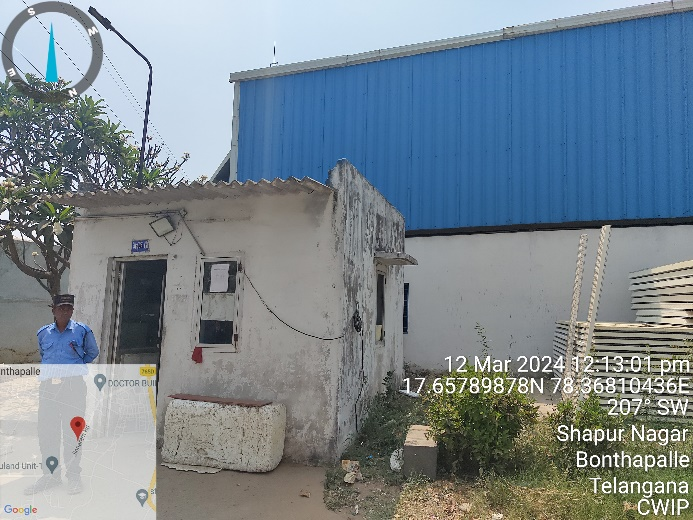 12 Mar 2024 12:13:01 pm
17.65789878N 78.36810436E
207° SW
Shapur Nagar
Bonthapalle
Telangana
CWIP
nthapalle
DOCTOR BUI
uland Unit-1
Google
S
W
N
E